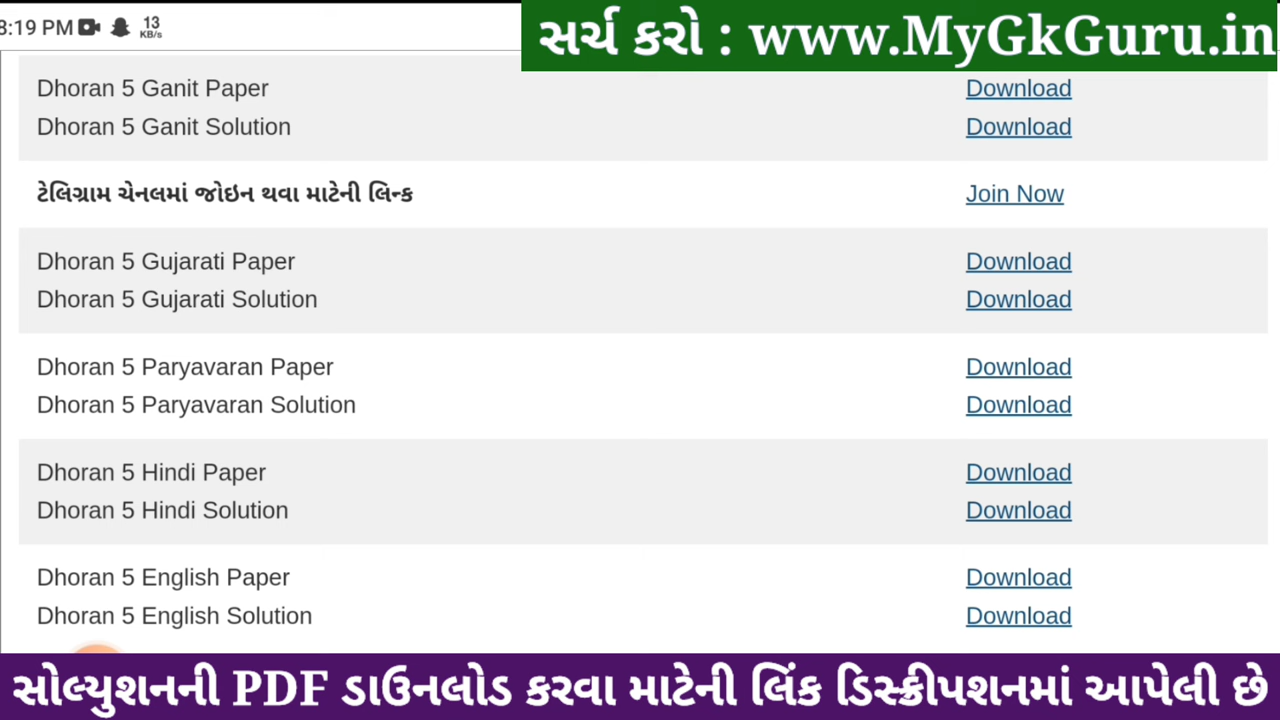 8:19 PM 13 KB/s
સર્ચ કરો : www.MyGkGuru.in
Dhoran 5 Ganit Paper Download
Dhoran 5 Ganit Solution Download
ટેલિગ્રામ ચેનલમાં જોઇન થવા માટેની લિન્ક Join Now
Dhoran 5 Gujarati Paper Download
Dhoran 5 Gujarati Solution Download
Dhoran 5 Paryavaran Paper Download
Dhoran 5 Paryavaran Solution Download
Dhoran 5 Hindi Paper Download
Dhoran 5 Hindi Solution Download
Dhoran 5 English Paper Download
Dhoran 5 English Solution Download
સોલ્યુશનની PDF ડાઉનલોડ કરવા માટેની લિંક ડિસ્ક્રીપશનમાં આપેલી છે